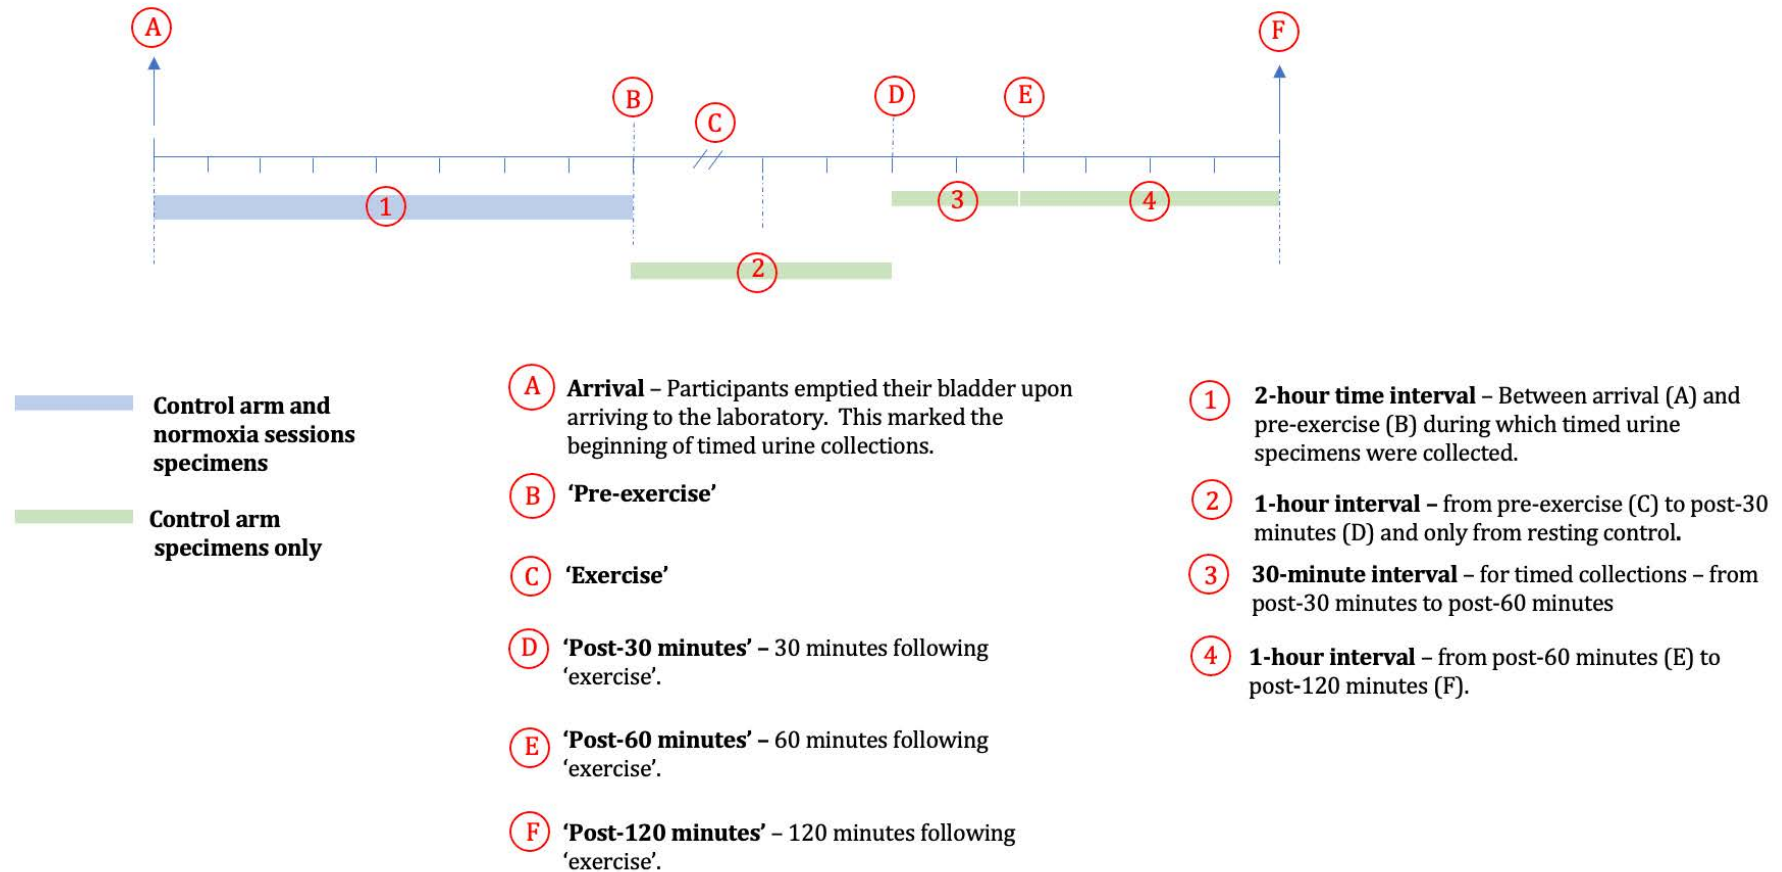 A
F
B
D
E
C
1
3
4
2
Control arm and
normoxia sessions
specimens
Control arm
specimens only
A Arrival – Participants emptied their bladder upon
arriving to the laboratory. This marked the
beginning of timed urine collections.
B ‘Pre-exercise’
C ‘Exercise’
D ‘Post-30 minutes’ – 30 minutes following
‘exercise’.
E ‘Post-60 minutes’ – 60 minutes following
‘exercise’.
F ‘Post-120 minutes’ – 120 minutes following
‘exercise’.
1 2-hour time interval – Between arrival (A) and
pre-exercise (B) during which timed urine
specimens were collected.
2 1-hour interval – from pre-exercise (C) to post-30
minutes (D) and only from resting control.
3 30-minute interval – for timed collections – from
post-30 minutes to post-60 minutes
4 1-hour interval – from post-60 minutes (E) to
post-120 minutes (F).